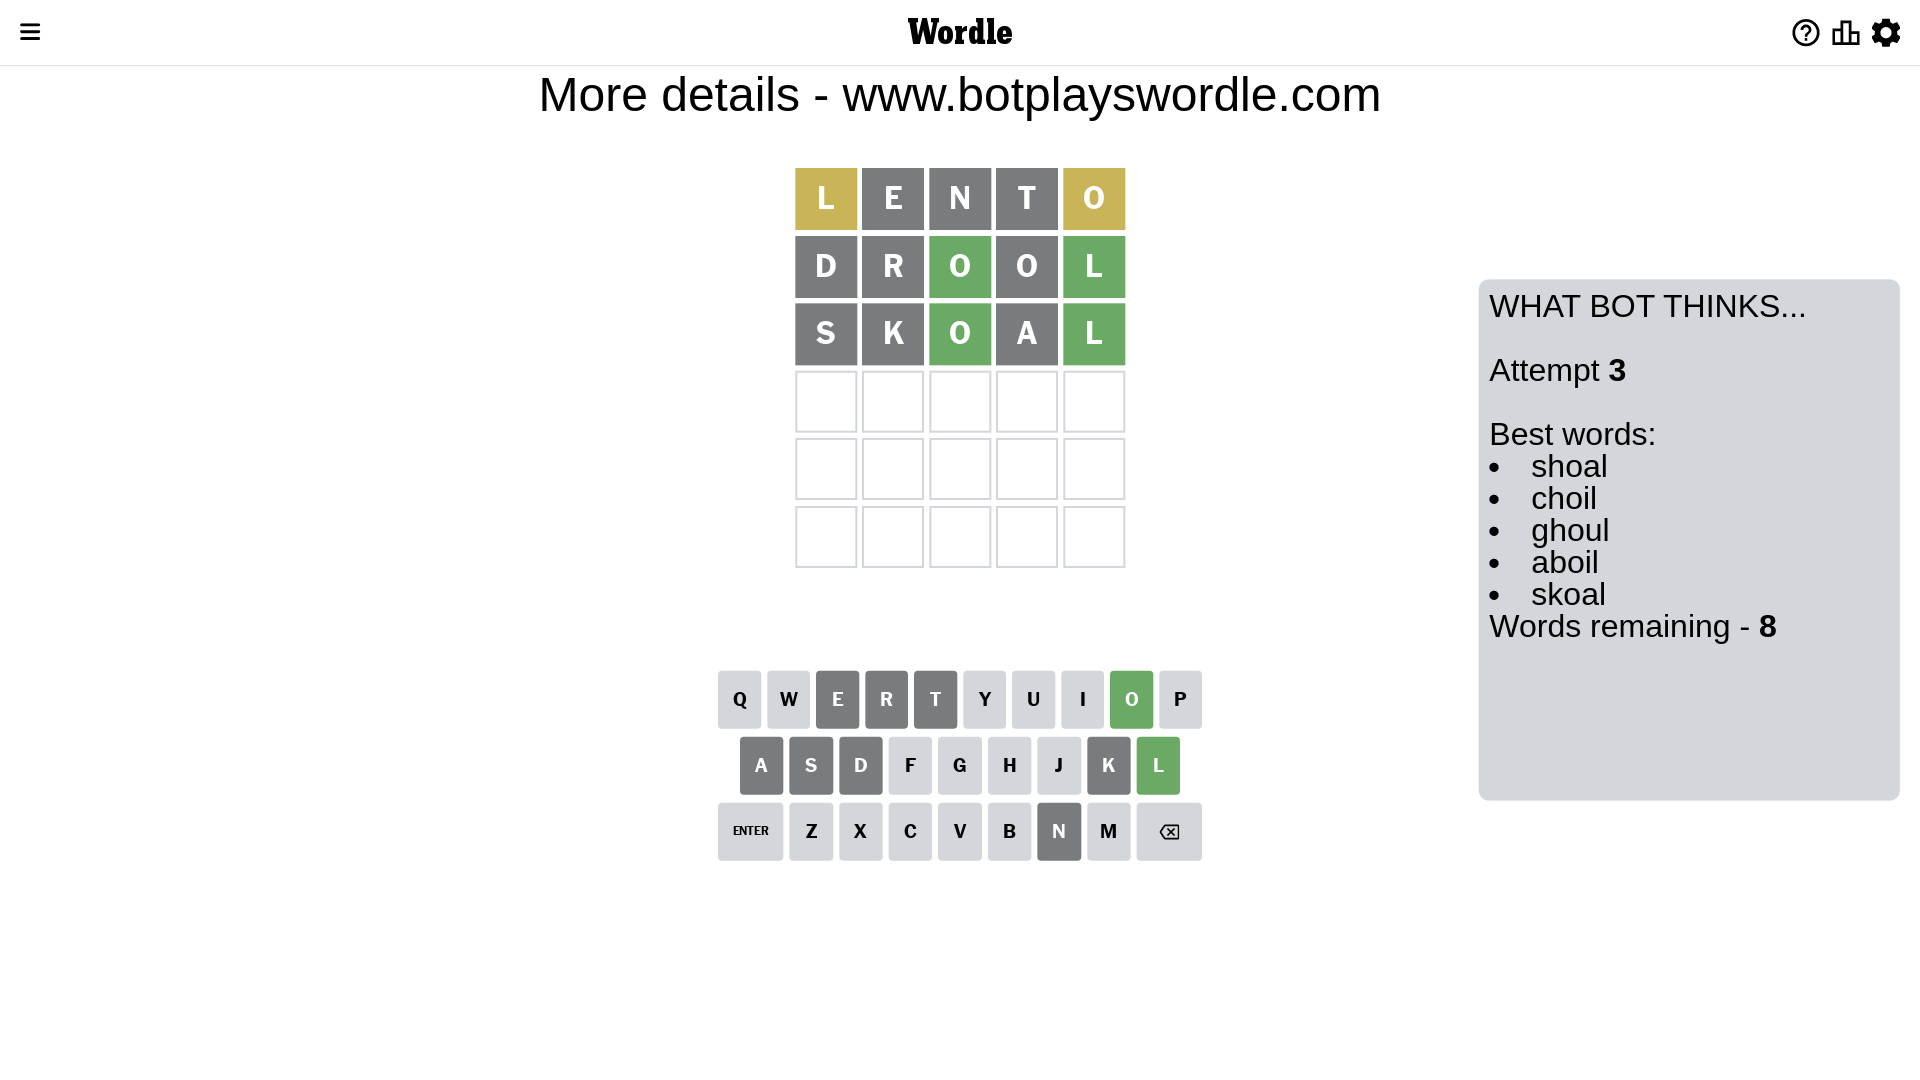 Wordle
More details - www.botplayswordle.com
L E N T O
D R O O L
S K O A L
WHAT BOT THINKS...
Attempt 3
Best words:
• shoal
• choil
• ghoul
• aboil
• skoal
Words remaining - 8
Q W E R T Y U I O P
A S D F G H J K L
ENTER Z X C V B N M